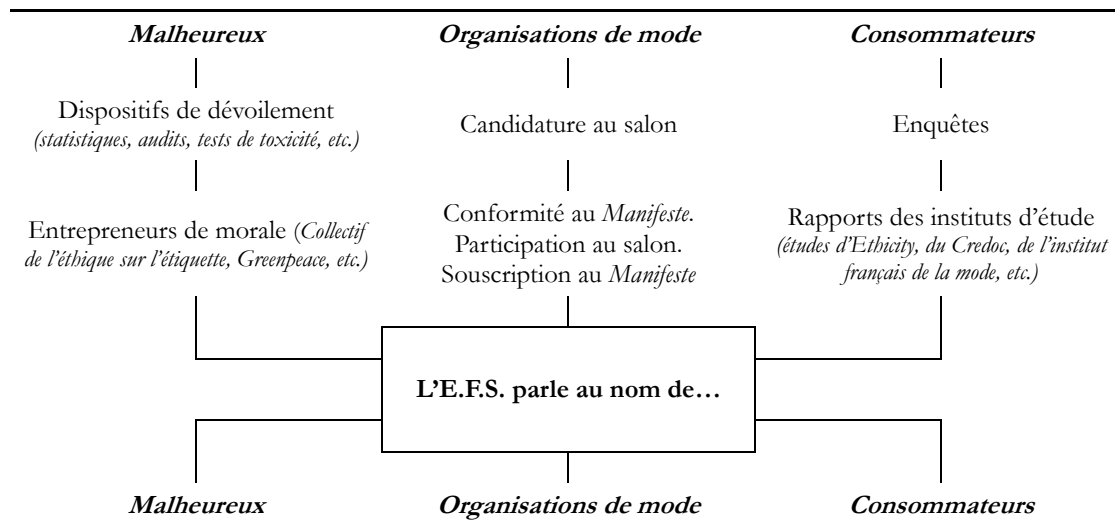 Malheureux
Organisations de mode
Consommateurs
Dispositifs de dévoilement
(statistiques, audits, tests de toxicité, etc.)
Candidature au salon
Enquêtes
Entrepreneurs de morale (Collectif
de l'éthique sur l'étiquette, Greenpeace, etc.)
Conformité au Manifeste.
Participation au salon.
Souscription au Manifeste
Rapports des instituts d'étude
(études d'Ethicity, du Credoc, de l'institut
français de la mode, etc.)
L'E.F.S. parle au nom de…
Malheureux
Organisations de mode
Consommateurs